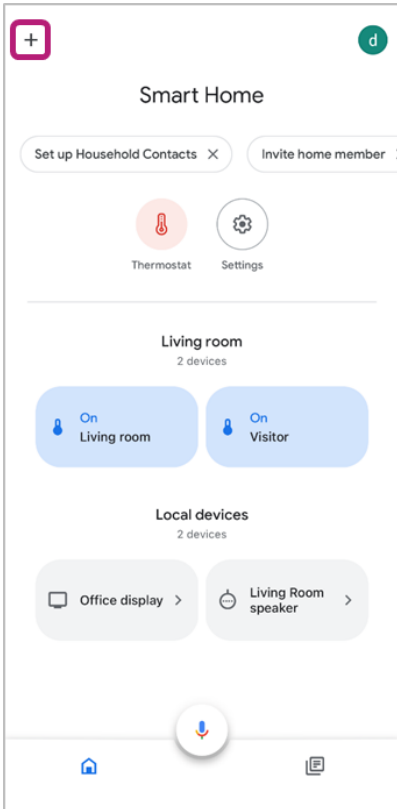 +
d
Smart Home
Set up Household Contacts ×
Invite home member
Thermostat
Settings
Living room
2 devices
On
Living room
On
Visitor
Local devices
2 devices
Office display >
Living Room
speaker >